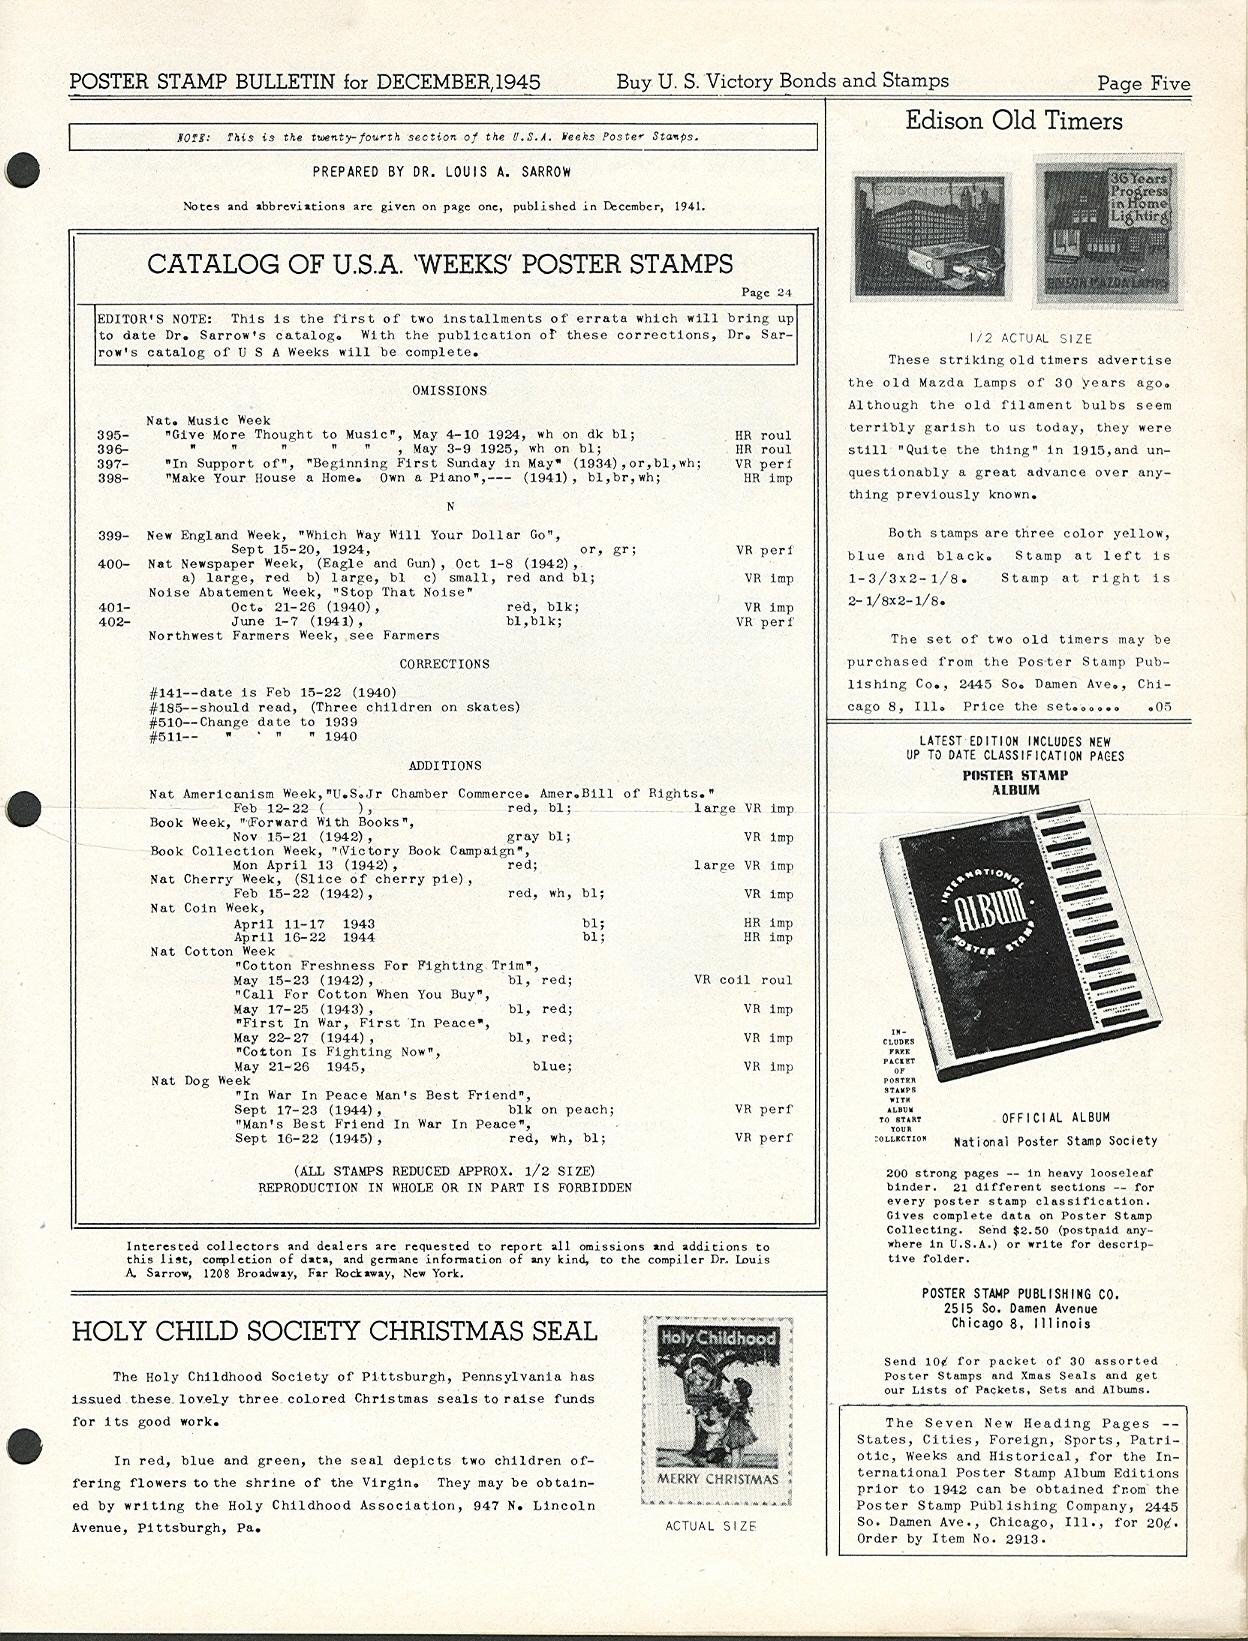 POSTER STAMP BULLETIN for DECEMBER, 1945 Buy U. S. Victory Bonds and Stamps Page Five
NOTE: This is the twenty-fourth section of the U.S.A. Weeks Poster Stamps.
PREPARED BY DR. LOUIS A. SARROW
Notes and abbreviations are given on page one, published in December, 1941.
CATALOG OF U.S.A. 'WEEKS' POSTER STAMPS
Page 24
EDITOR'S NOTE: This is the first of two installments of errata which will bring up
to date Dr. Sarrow's catalog. With the publication of these corrections, Dr. Sar-
row's catalog of U S A Weeks will be complete.
OMISSIONS
Nat. Music Week
395- "Give More Thought to Music", May 4-10 1924, wh on dk bl; HR roul
396- " " " " " , May 3-9 1925, wh on bl; HR roul
397- "In Support of", "Beginning First Sunday in May" (1934),or,bl,wh; VR perf
398- "Make Your House a Home. Own a Piano",--- (1941), bl,br,wh; HR imp
N
399- New England Week, "Which Way Will Your Dollar Go",
Sept 15-20, 1924, or, gr; VR perf
400- Nat Newspaper Week, (Eagle and Gun), Oct 1-8 (1942),
a) large, red b) large, bl c) small, red and bl; VR imp
Noise Abatement Week, "Stop That Noise"
401- Oct. 21-26 (1940), red, blk; VR imp
402- June 1-7 (1941), bl,blk; VR perf
Northwest Farmers Week, see Farmers
CORRECTIONS
#141--date is Feb 15-22 (1940)
#185--should read, (Three children on skates)
#510--Change date to 1939
#511-- " " " " 1940
ADDITIONS
Nat Americanism Week,"U.S.Jr Chamber Commerce. Amer.Bill of Rights."
Feb 12-22 ( ), red, bl; large VR imp
Book Week, "Forward With Books",
Nov 15-21 (1942), gray bl; VR imp
Book Collection Week, "Victory Book Campaign",
Mon April 13 (1942), red; large VR imp
Nat Cherry Week, (Slice of cherry pie),
Feb 15-22 (1942), red, wh, bl; VR imp
Nat Coin Week,
April 11-17 1943 bl; HR imp
April 16-22 1944 bl; HR imp
Nat Cotton Week
"Cotton Freshness For Fighting Trim",
May 15-23 (1942), bl, red; VR coil roul
"Call For Cotton When You Buy",
May 17-25 (1943), bl, red; VR imp
"First In War, First In Peace",
May 22-27 (1944), bl, red; VR imp
"Cotton Is Fighting Now",
May 21-26 1945, blue; VR imp
Nat Dog Week
"In War In Peace Man's Best Friend",
Sept 17-23 (1944), blk on peach; VR perf
"Man's Best Friend In War In Peace",
Sept 16-22 (1945), red, wh, bl; VR perf
(ALL STAMPS REDUCED APPROX. 1/2 SIZE)
REPRODUCTION IN WHOLE OR IN PART IS FORBIDDEN
Interested collectors and dealers are requested to report all omissions and additions to
this list, completion of data, and germane information of any kind, to the compiler Dr. Louis
A. Sarrow, 1208 Broadway, Far Rockaway, New York.
HOLY CHILD SOCIETY CHRISTMAS SEAL
The Holy Childhood Society of Pittsburgh, Pennsylvania has
issued these lovely three colored Christmas seals to raise funds
for its good work.
In red, blue and green, the seal depicts two children of-
fering flowers to the shrine of the Virgin. They may be obtain-
ed by writing the Holy Childhood Association, 947 N. Lincoln
Avenue, Pittsburgh, Pa.
Holy Childhood
MERRY CHRISTMAS
ACTUAL SIZE
Edison Old Timers
EDISON MAZDA
36 Years
Progress
in Home
Lighting
EDISON MAZDA LAMPS
1/2 ACTUAL SIZE
These striking old timers advertise
the old Mazda Lamps of 30 years ago.
Although the old filament bulbs seem
terribly garish to us today, they were
still "Quite the thing" in 1915,and un-
questionably a great advance over any-
thing previously known.
Both stamps are three color yellow,
blue and black. Stamp at left is
1-3/3x2-1/8. Stamp at right is
2-1/8x2-1/8.
The set of two old timers may be
purchased from the Poster Stamp Pub-
lishing Co., 2445 So. Damen Ave., Chi-
cago 8, Ill. Price the set...... .05
LATEST EDITION INCLUDES NEW
UP TO DATE CLASSIFICATION PAGES
POSTER STAMP
ALBUM
INTERNATIONAL
ALBUM
POSTER STAMP
IN-
CLUDES
FREE
PACKET
OF
POSTER
STAMPS
WITH
ALBUM
TO START
YOUR
COLLECTION
OFFICIAL ALBUM
National Poster Stamp Society
200 strong pages -- in heavy looseleaf
binder. 21 different sections -- for
every poster stamp classification.
Gives complete data on Poster Stamp
Collecting. Send $2.50 (postpaid any-
where in U.S.A.) or write for descrip-
tive folder.
POSTER STAMP PUBLISHING CO.
2515 So. Damen Avenue
Chicago 8, Illinois
Send 10¢ for packet of 30 assorted
Poster Stamps and Xmas Seals and get
our Lists of Packets, Sets and Albums.
The Seven New Heading Pages --
States, Cities, Foreign, Sports, Patri-
otic, Weeks and Historical, for the In-
ternational Poster Stamp Album Editions
prior to 1942 can be obtained from the
Poster Stamp Publishing Company, 2445
So. Damen Ave., Chicago, Ill., for 20¢.
Order by Item No. 2913.